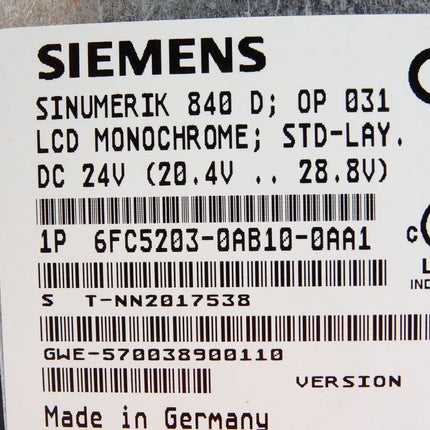 SIEMENS
SINUMERIK 840 D; OP 031
LCD MONOCHROME; STD-LAY.
DC 24V (20.4V .. 28.8V)
1P 6FC5203-0AB10-0AA1
S T-NN2017538
GWE-570038900110
VERSION
Made in Germany